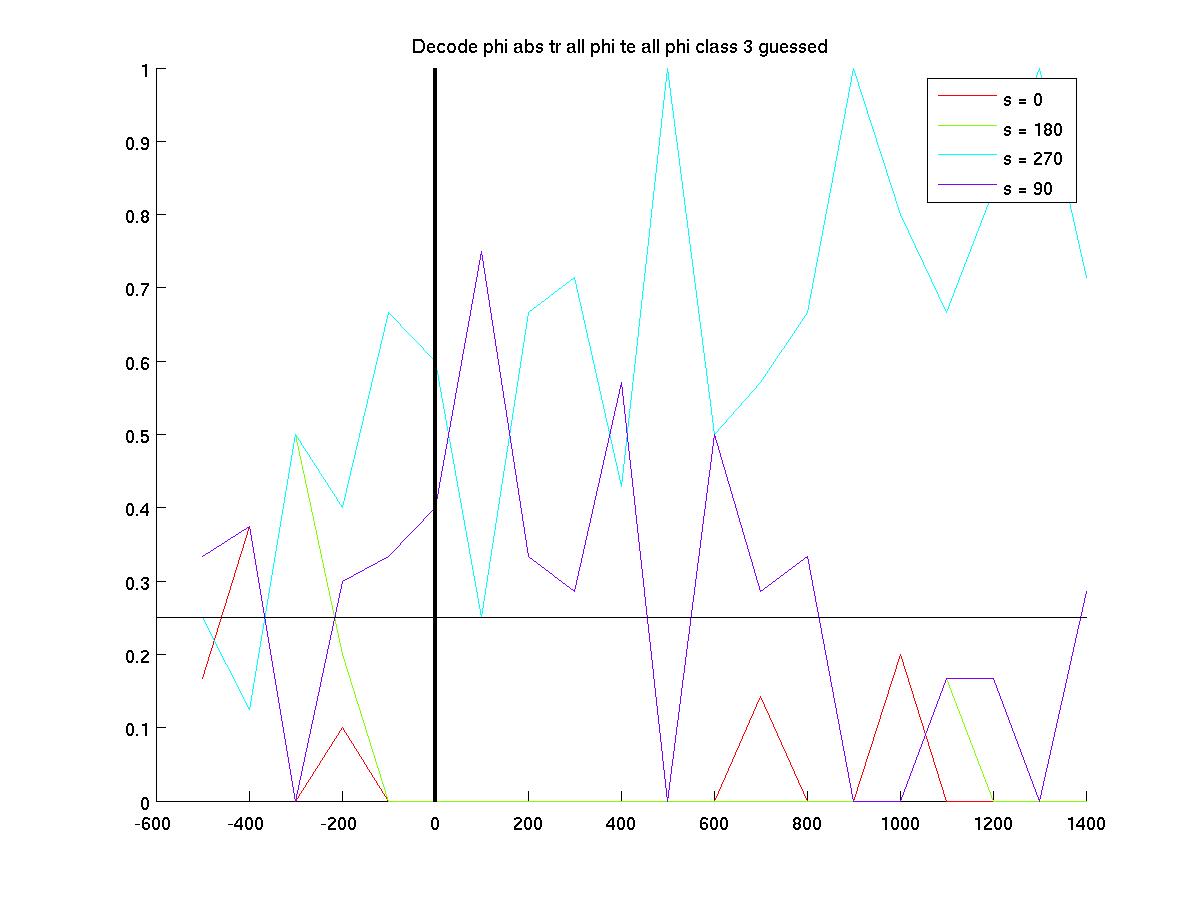 Decode phi abs tr all phi te all phi class 3 guessed
1
s = 0
s = 180
0.9
s = 270
s = 90
0.8
0.7
0.6
0.5
0.4
0.3
0.2
0.1
0
-600 -400 -200 0 200 400 600 800 1000 1200 1400